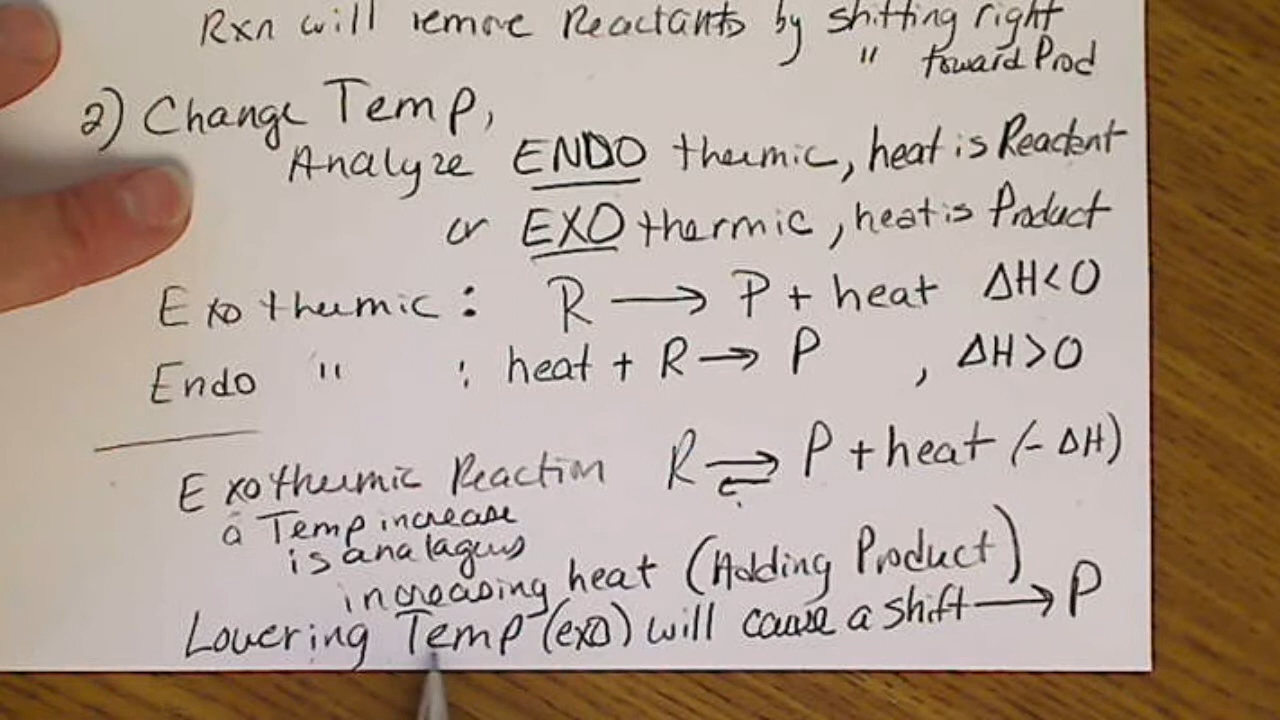 Rxn will remove Reactants by shifting right
" toward Prod
2) Change Temp,
Analyze ENDO thermic, heat is Reactent
or EXO thermic, heat is Product
Exothermic : R → P + heat ΔH<0
Endo " : heat + R → P , ΔH>0
Exothermic Reaction R ⇌ P + heat (- ΔH)
a Temp increase
is analagus
increasing heat (Adding Product)
Lowering Temp (exo) will cause a shift → P